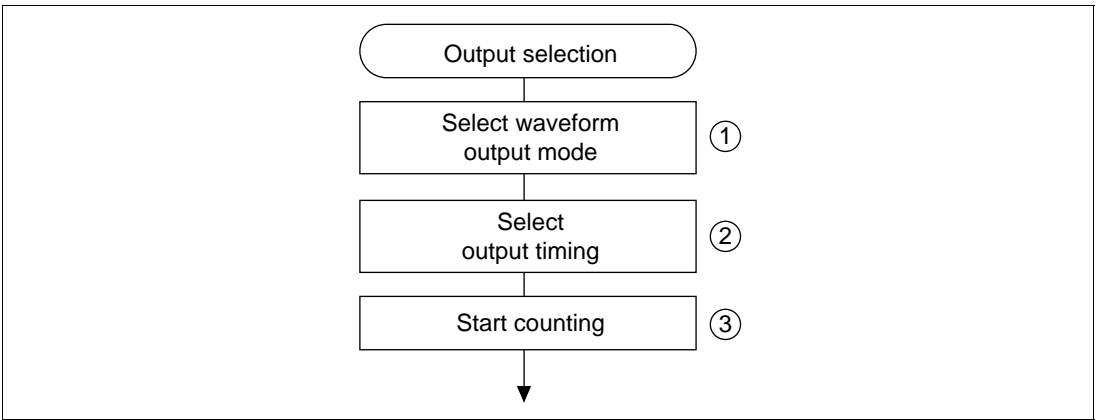 Output selection
Select waveform
output mode
1
Select
output timing
2
Start counting
3